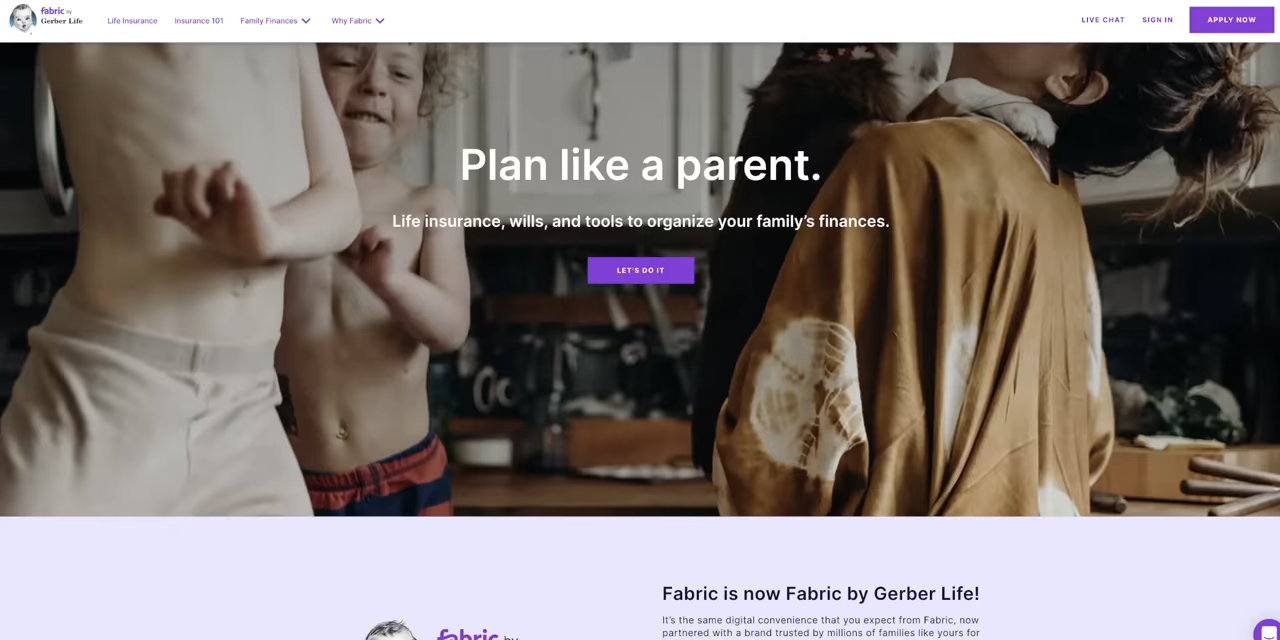 fabric by
Gerber Life
Life Insurance
Insurance 101
Family Finances
Why Fabric
LIVE CHAT
SIGN IN
APPLY NOW
Plan like a parent.
Life insurance, wills, and tools to organize your family’s finances.
LET'S DO IT
Fabric is now Fabric by Gerber Life!
It’s the same digital convenience that you expect from Fabric, now
partnered with a brand trusted by millions of families like yours for
fabric by